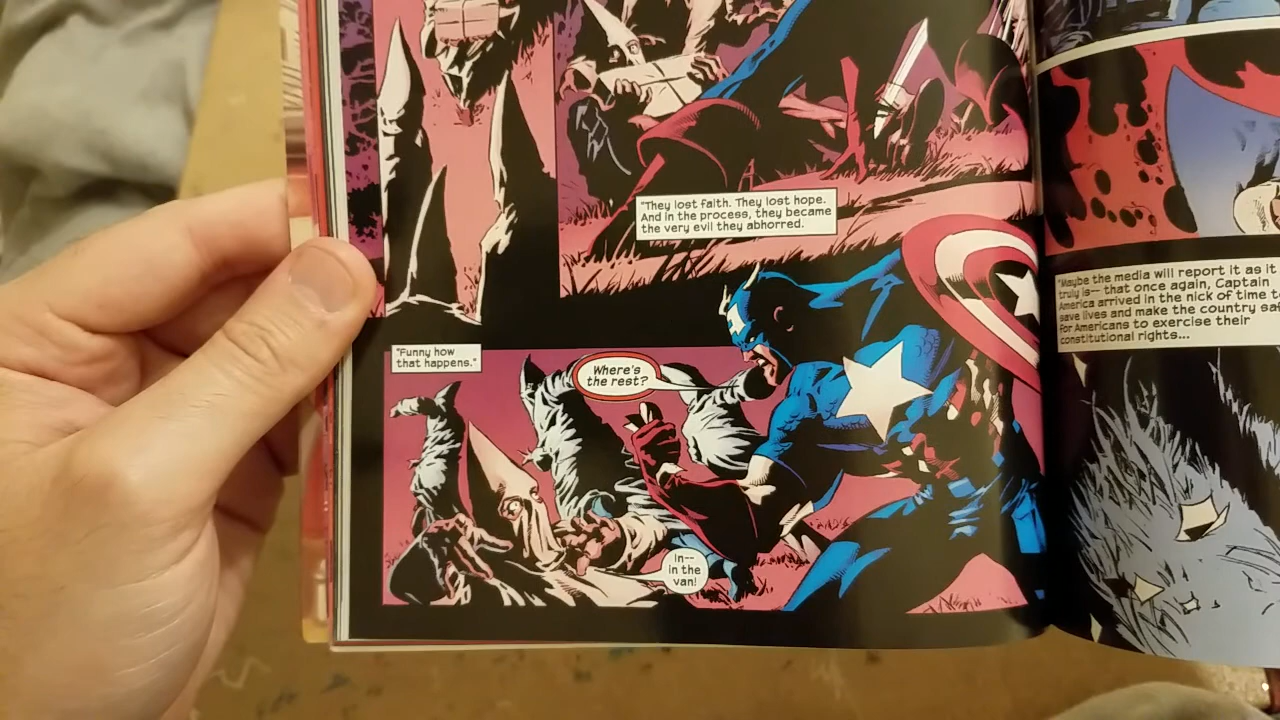 "They lost faith. They lost hope.
And in the process, they became
the very evil they abhorred.
"Funny how
that happens."
Where's
the rest?
In--
in the
van!
"Maybe the media will report it as it
truly is-- that once again, Captain
America arrived in the nick of time t
save lives and make the country saf
for Americans to exercise their
constitutional rights...